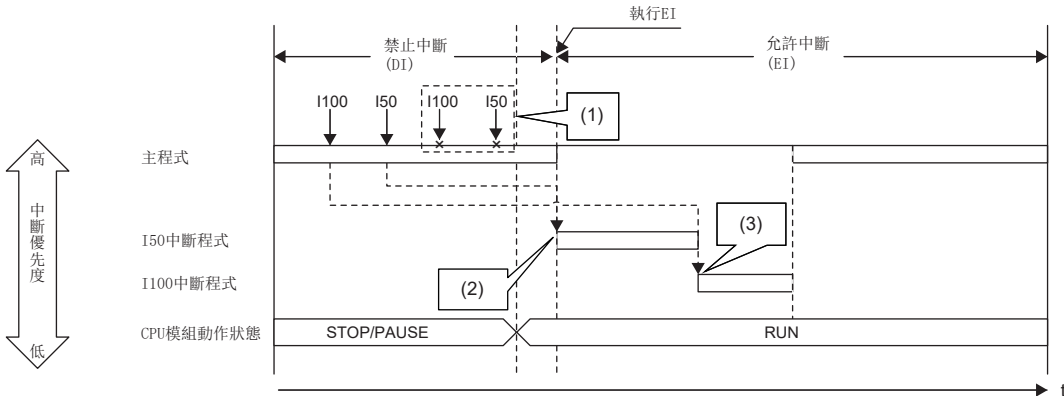 執行EI
禁止中斷
(DI)
允許中斷
(EI)
I100
I50
I100
I50
(1)
高
中斷優先度
低
主程式
I50中斷程式
(2)
(3)
I100中斷程式
CPU模組動作狀態
STOP/PAUSE
RUN
t